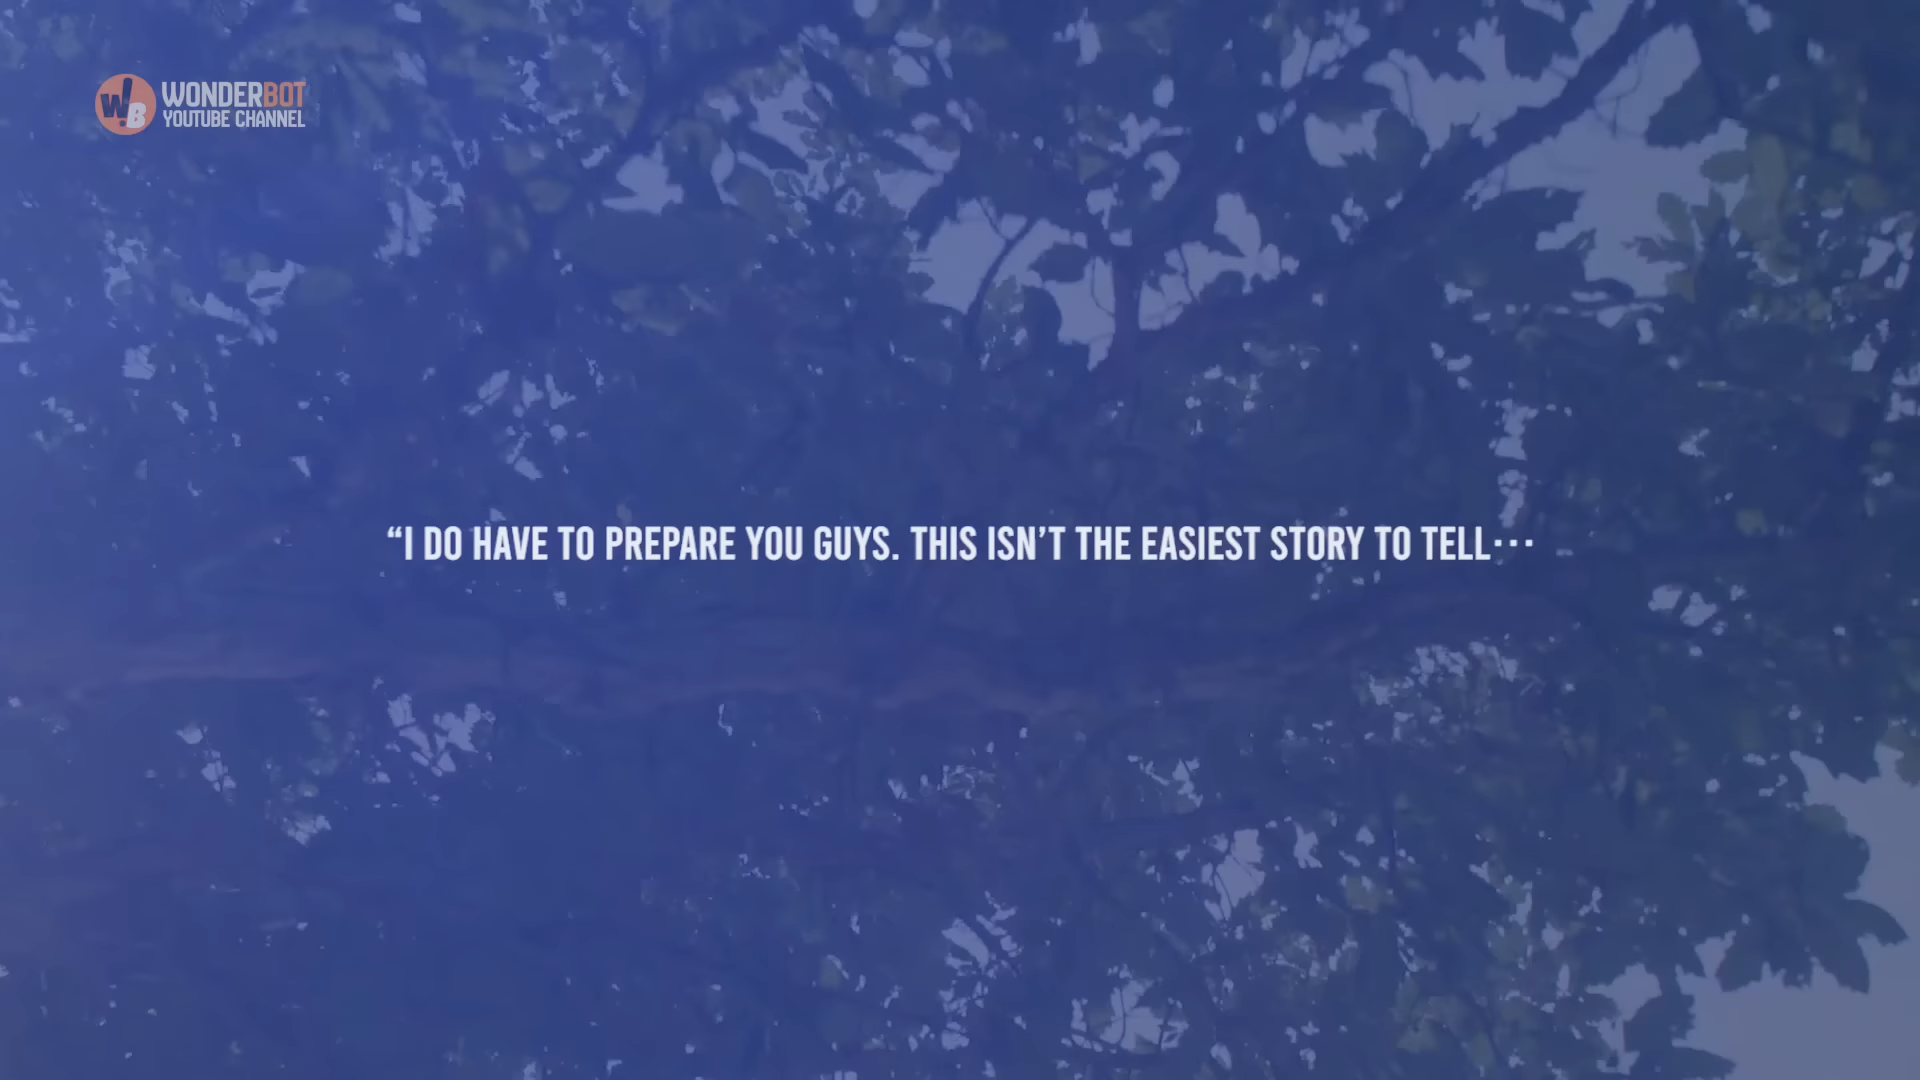 WONDERBOT
YOUTUBE CHANNEL
“I DO HAVE TO PREPARE YOU GUYS. THIS ISN’T THE EASIEST STORY TO TELL···